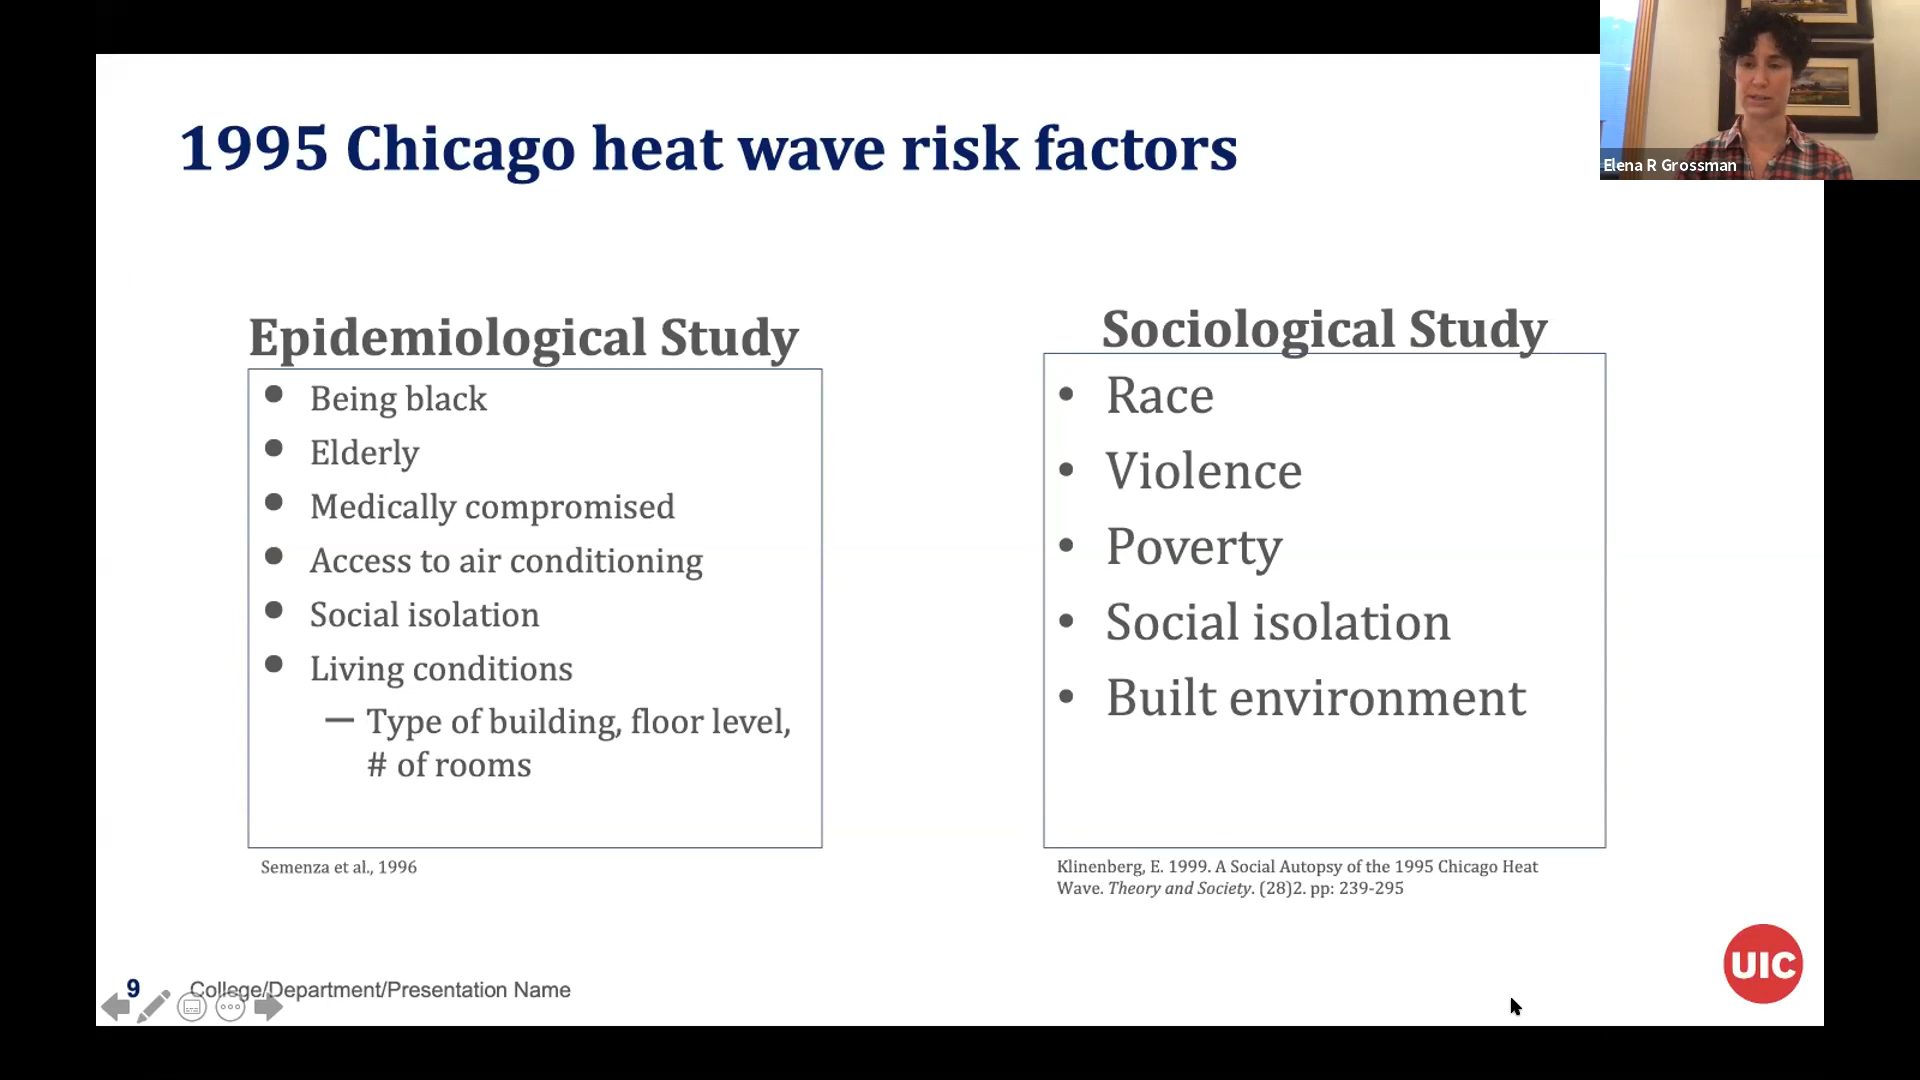 1995 Chicago heat wave risk factors
Elena R Grossman
Epidemiological Study
• Being black
• Elderly
• Medically compromised
• Access to air conditioning
• Social isolation
• Living conditions
— Type of building, floor level,
# of rooms
Semenza et al., 1996
Sociological Study
• Race
• Violence
• Poverty
• Social isolation
• Built environment
Klinenberg, E. 1999. A Social Autopsy of the 1995 Chicago Heat
Wave. Theory and Society. (28)2. pp: 239-295
9
College/Department/Presentation Name
UIC